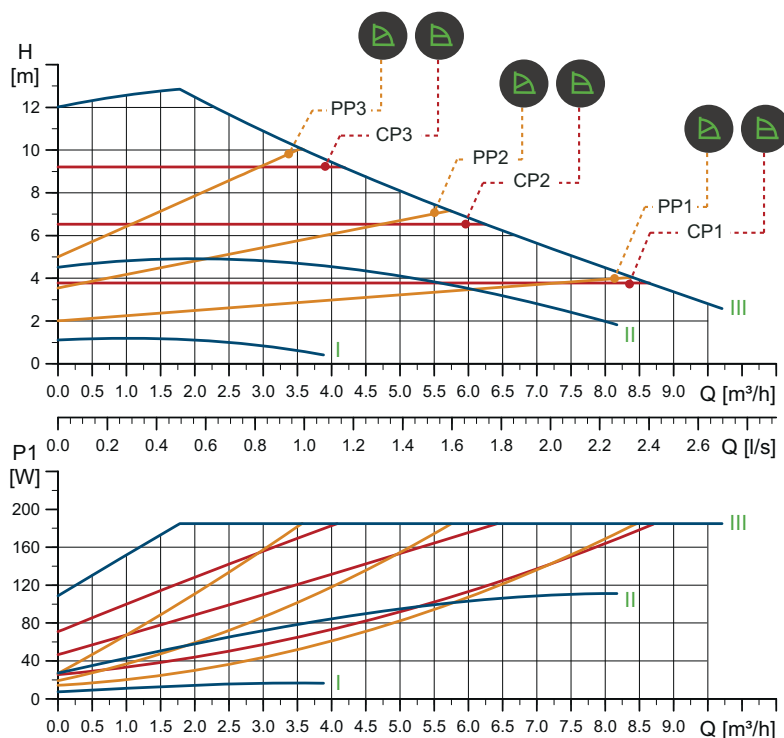 H
[m]
12
10
8
6
4
2
0
PP3
CP3
PP2
CP2
PP1
CP1
I
II
III
0.0 0.5 1.0 1.5 2.0 2.5 3.0 3.5 4.0 4.5 5.0 5.5 6.0 6.5 7.0 7.5 8.0 8.5 9.0 Q [m³/h]
0.0 0.2 0.4 0.6 0.8 1.0 1.2 1.4 1.6 1.8 2.0 2.2 2.4 2.6 Q [l/s]
P1
[W]
200
160
120
80
40
0
III
II
I
0.0 0.5 1.0 1.5 2.0 2.5 3.0 3.5 4.0 4.5 5.0 5.5 6.0 6.5 7.0 7.5 8.0 8.5 9.0 Q [m³/h]